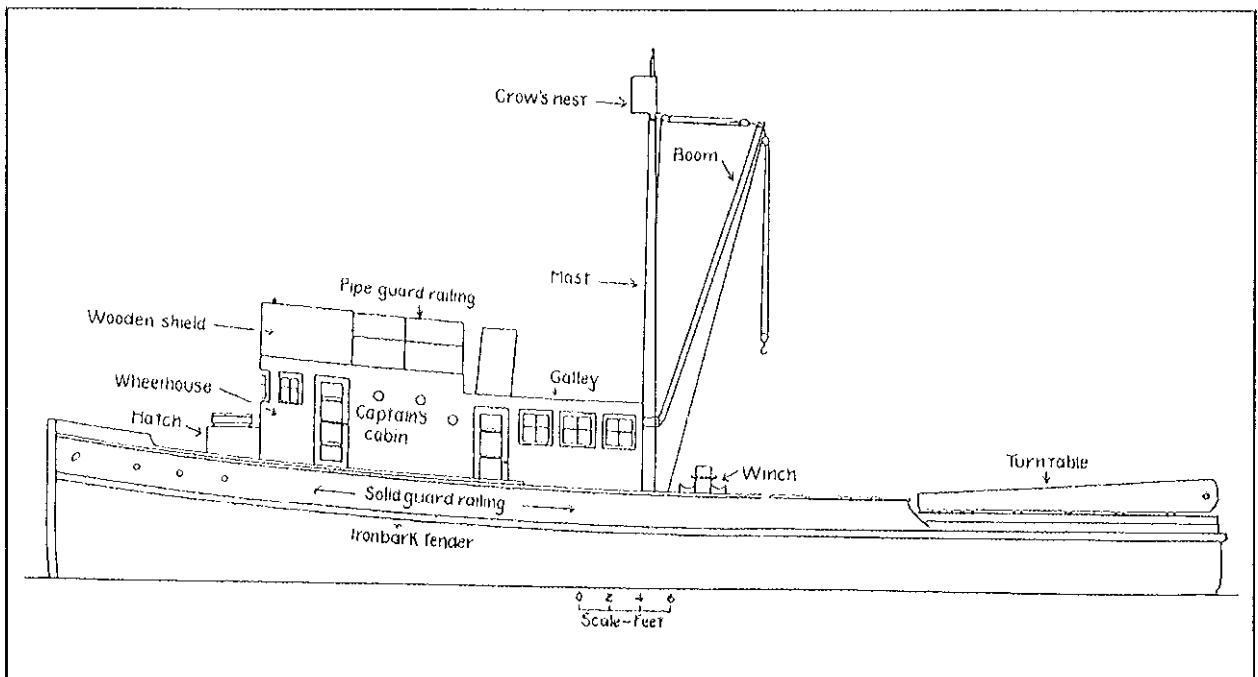 Crow's nest
Boom
Mast
Pipe guard railing
Wooden shield
Galley
Wheelhouse
Captain's
cabin
Hatch
Winch
Turntable
Solid guard railing
Ironbark fender
0 2 4 6
Scale-Feet